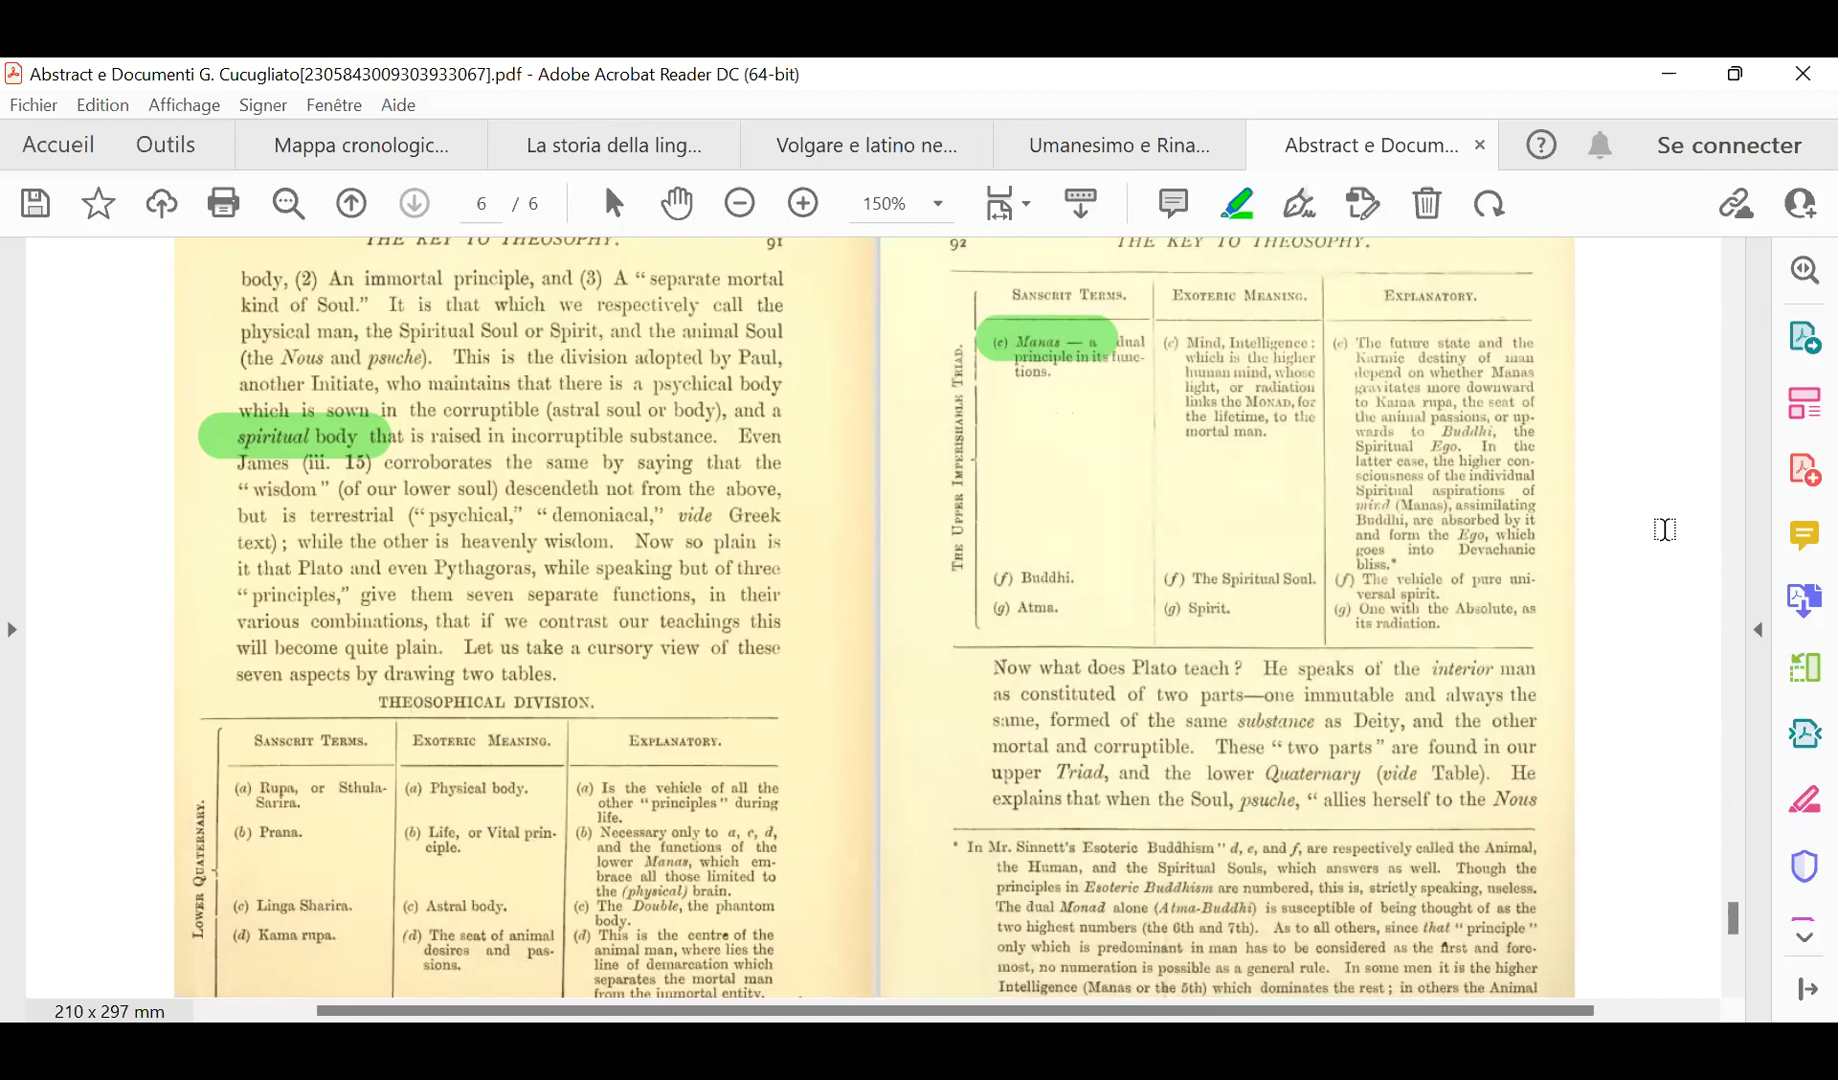 Abstract e Documenti G. Cucugliato[2305843009303933067].pdf - Adobe Acrobat Reader DC (64-bit)
Fichier Edition Affichage Signer Fenêtre Aide
Accueil Outils Mappa cronologic... La storia della ling... Volgare e latino ne... Umanesimo e Rina... Abstract e Docum... Se connecter
6 / 6 150%
THE KEY TO THEOSOPHY. 91
body, (2) An immortal principle, and (3) A “ separate mortal
kind of Soul.” It is that which we respectively call the
physical man, the Spiritual Soul or Spirit, and the animal Soul
(the Nous and psuche). This is the division adopted by Paul,
another Initiate, who maintains that there is a psychical body
which is sown in the corruptible (astral soul or body), and a
spiritual body that is raised in incorruptible substance. Even
James (iii. 15) corroborates the same by saying that the
“ wisdom ” (of our lower soul) descendeth not from the above,
but is terrestrial (“ psychical,” “ demoniacal,” vide Greek
text) ; while the other is heavenly wisdom. Now so plain is
it that Plato and even Pythagoras, while speaking but of three
“ principles,” give them seven separate functions, in their
various combinations, that if we contrast our teachings this
will become quite plain. Let us take a cursory view of these
seven aspects by drawing two tables.
THEOSOPHICAL DIVISION.
LOWER QUATERNARY.
SANSCRIT TERMS.
(a) Rupa, or Sthula-
Sarira.
(b) Prana.
(c) Linga Sharira.
(d) Kama rupa.
EXOTERIC MEANING.
(a) Physical body.
(b) Life, or Vital prin-
ciple.
(c) Astral body.
(d) The seat of animal
desires and pas-
sions.
EXPLANATORY.
(a) Is the vehicle of all the
other “ principles ” during
life.
(b) Necessary only to a, c, d,
and the functions of the
lower Manas, which em-
brace all those limited to
the (physical) brain.
(c) The Double, the phantom
body.
(d) This is the centre of the
animal man, where lies the
line of demarcation which
separates the mortal man
from the immortal entity.
92 THE KEY TO THEOSOPHY.
THE UPPER IMPERISHABLE TRIAD.
SANSCRIT TERMS.
(e) Manas — a dual
principle in its func-
tions.
(f) Buddhi.
(g) Atma.
EXOTERIC MEANING.
(e) Mind, Intelligence :
which is the higher
human mind, whose
light, or radiation
links the MONAD, for
the lifetime, to the
mortal man.
(f) The Spiritual Soul.
(g) Spirit.
EXPLANATORY.
(e) The future state and the
Karmic destiny of man
depend on whether Manas
gravitates more downward
to Kama rupa, the seat of
the animal passions, or up-
wards to Buddhi, the
Spiritual Ego. In the
latter case, the higher con-
sciousness of the individual
Spiritual aspirations of
mind (Manas), assimilating
Buddhi, are absorbed by it
and form the Ego, which
goes into Devachanic
bliss.*
(f) The vehicle of pure uni-
versal spirit.
(g) One with the Absolute, as
its radiation.
Now what does Plato teach ? He speaks of the interior man
as constituted of two parts—one immutable and always the
same, formed of the same substance as Deity, and the other
mortal and corruptible. These “ two parts ” are found in our
upper Triad, and the lower Quaternary (vide Table). He
explains that when the Soul, psuche, “ allies herself to the Nous
* In Mr. Sinnett's Esoteric Buddhism ” d, e, and f, are respectively called the Animal,
the Human, and the Spiritual Souls, which answers as well. Though the
principles in Esoteric Buddhism are numbered, this is, strictly speaking, useless.
The dual Monad alone (Atma-Buddhi) is susceptible of being thought of as the
two highest numbers (the 6th and 7th). As to all others, since that “ principle ”
only which is predominant in man has to be considered as the first and fore-
most, no numeration is possible as a general rule. In some men it is the higher
Intelligence (Manas or the 5th) which dominates the rest ; in others the Animal
210 x 297 mm